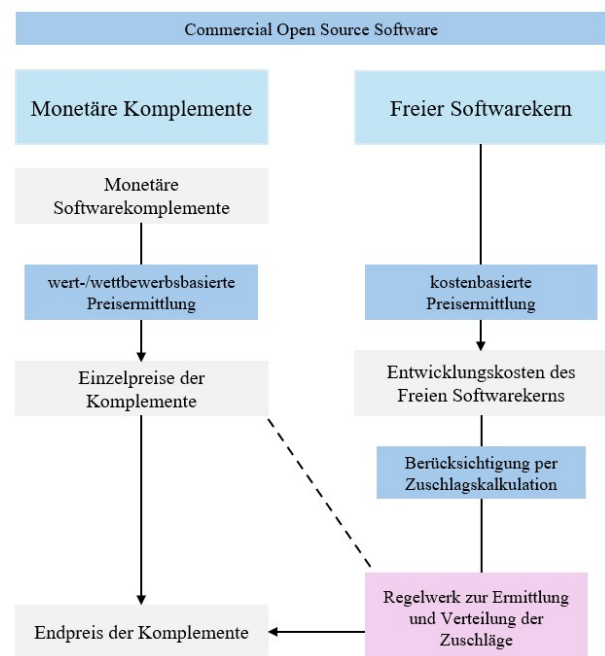 Commercial Open Source Software
Monetäre Komplemente
Freier Softwarekern
Monetäre
Softwarekomplemente
wert-/wettbewerbsbasierte
Preisermittlung
kostenbasierte
Preisermittlung
Einzelpreise der
Komplemente
Entwicklungskosten des
Freien Softwarekerns
Berücksichtigung per
Zuschlagskalkulation
Regelwerk zur Ermittlung
und Verteilung der
Zuschläge
Endpreis der Komplemente